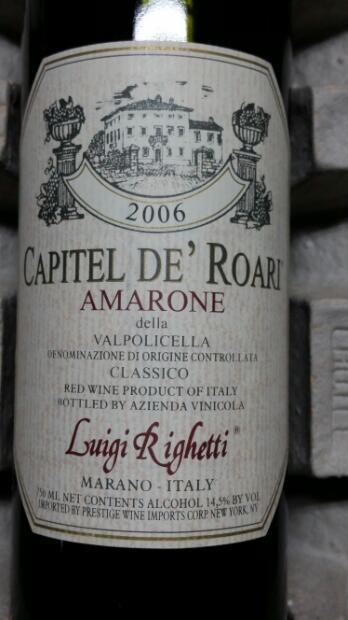 2006
CAPITEL DE' ROARI
AMARONE
della
VALPOLICELLA
DENOMINAZIONE DI ORIGINE CONTROLLATA
CLASSICO
RED WINE PRODUCT OF ITALY
BOTTLED BY AZIENDA VINICOLA
Luigi Righetti®
MARANO - ITALY
750 ML NET CONTENTS ALCOHOL 14,5% BY VOL
IMPORTED BY PRESTIGE WINE IMPORTS CORP. NEW YORK, NY